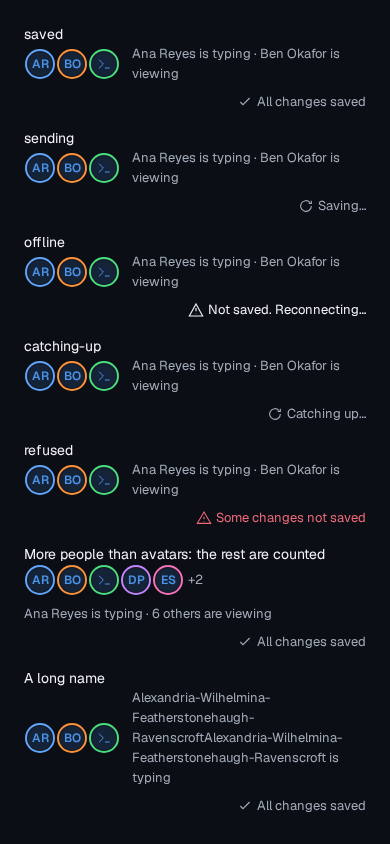 saved
AR BO >_ Ana Reyes is typing · Ben Okafor is
viewing
All changes saved
sending
AR BO >_ Ana Reyes is typing · Ben Okafor is
viewing
Saving…
offline
AR BO >_ Ana Reyes is typing · Ben Okafor is
viewing
Not saved. Reconnecting…
catching-up
AR BO >_ Ana Reyes is typing · Ben Okafor is
viewing
Catching up…
refused
AR BO >_ Ana Reyes is typing · Ben Okafor is
viewing
Some changes not saved
More people than avatars: the rest are counted
AR BO >_ DP ES +2
Ana Reyes is typing · 6 others are viewing
All changes saved
A long name
Alexandria-Wilhelmina-
Featherstonehaugh-
AR BO >_ RavenscroftAlexandria-Wilhelmina-
Featherstonehaugh-Ravenscroft is
typing
All changes saved